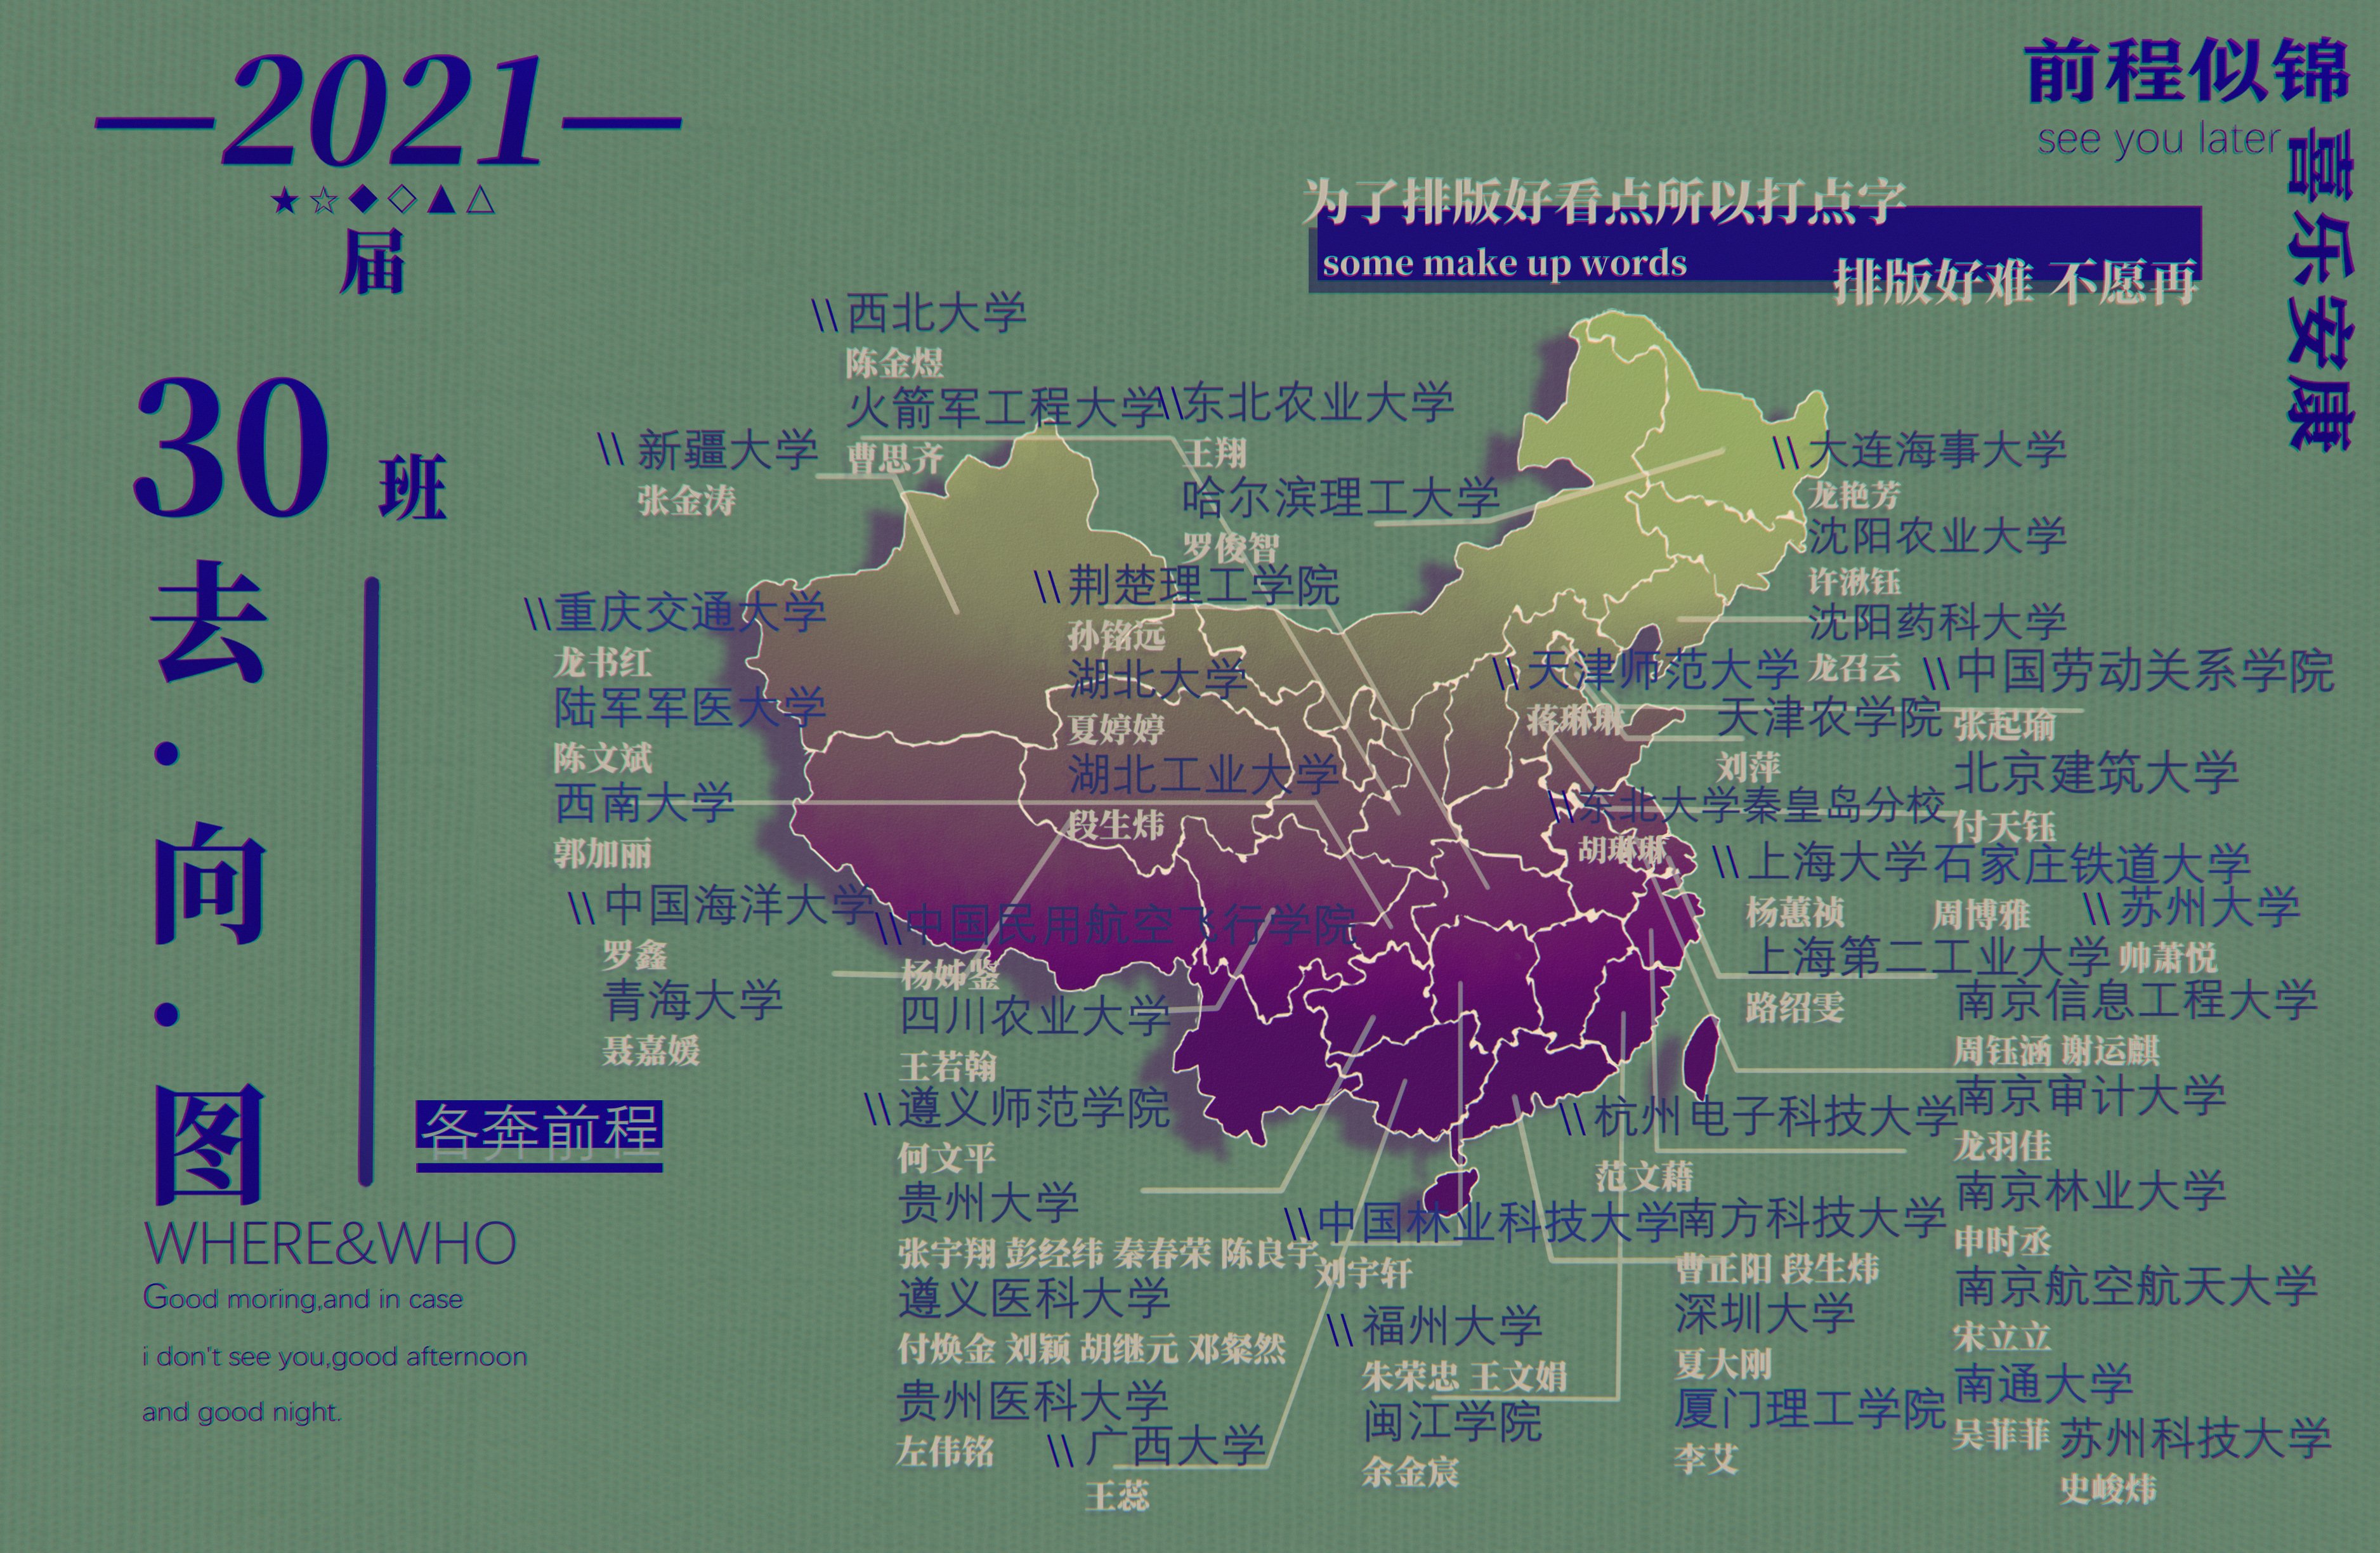 —2021—
★☆◆◇▲△
届
30 班
去·向·图
WHERE&WHO
Good moring,and in case
i don't see you,good afternoon
and good night.
各奔前程
前程似锦
see you later
喜乐安康
为了排版好看点所以打点字
some make up words
排版好难 不愿再
\\西北大学
陈金煜
火箭军工程大学
曹思齐
\\东北农业大学
王翔
哈尔滨理工大学
罗俊智
\\新疆大学
张金涛
\\大连海事大学
龙艳芳
沈阳农业大学
许湫钰
沈阳药科大学
龙召云
\\重庆交通大学
龙书红
陆军军医大学
陈文斌
西南大学
郭加丽
\\荆楚理工学院
孙铭远
湖北大学
夏婷婷
湖北工业大学
段生炜
\\天津师范大学
蒋琳琳
天津农学院
刘萍
\\中国劳动关系学院
张起瑜
北京建筑大学
付天钰
\\东北大学秦皇岛分校
胡琳琳
石家庄铁道大学
周博雅
\\上海大学
杨蕙祯
上海第二工业大学
路绍雯
\\苏州大学
帅萧悦
南京信息工程大学
周钰涵 谢运麒
南京审计大学
龙羽佳
南京林业大学
申时丞
南京航空航天大学
宋立立
南通大学
吴菲菲
苏州科技大学
史峻炜
\\中国海洋大学
罗鑫
青海大学
聂嘉媛
\\中国民用航空飞行学院
杨姊鉴
四川农业大学
王若翰
\\遵义师范学院
何文平
贵州大学
张宇翔 彭经纬 秦春荣 陈良宇
遵义医科大学
付焕金 刘颖 胡继元 邓粲然
贵州医科大学
左伟铭
\\广西大学
王蕊
\\杭州电子科技大学
范文藉
\\中国林业科技大学
刘宇轩
南方科技大学
曹正阳 段生炜
深圳大学
夏大刚
厦门理工学院
李艾
\\福州大学
朱荣忠 王文娟
闽江学院
余金宸